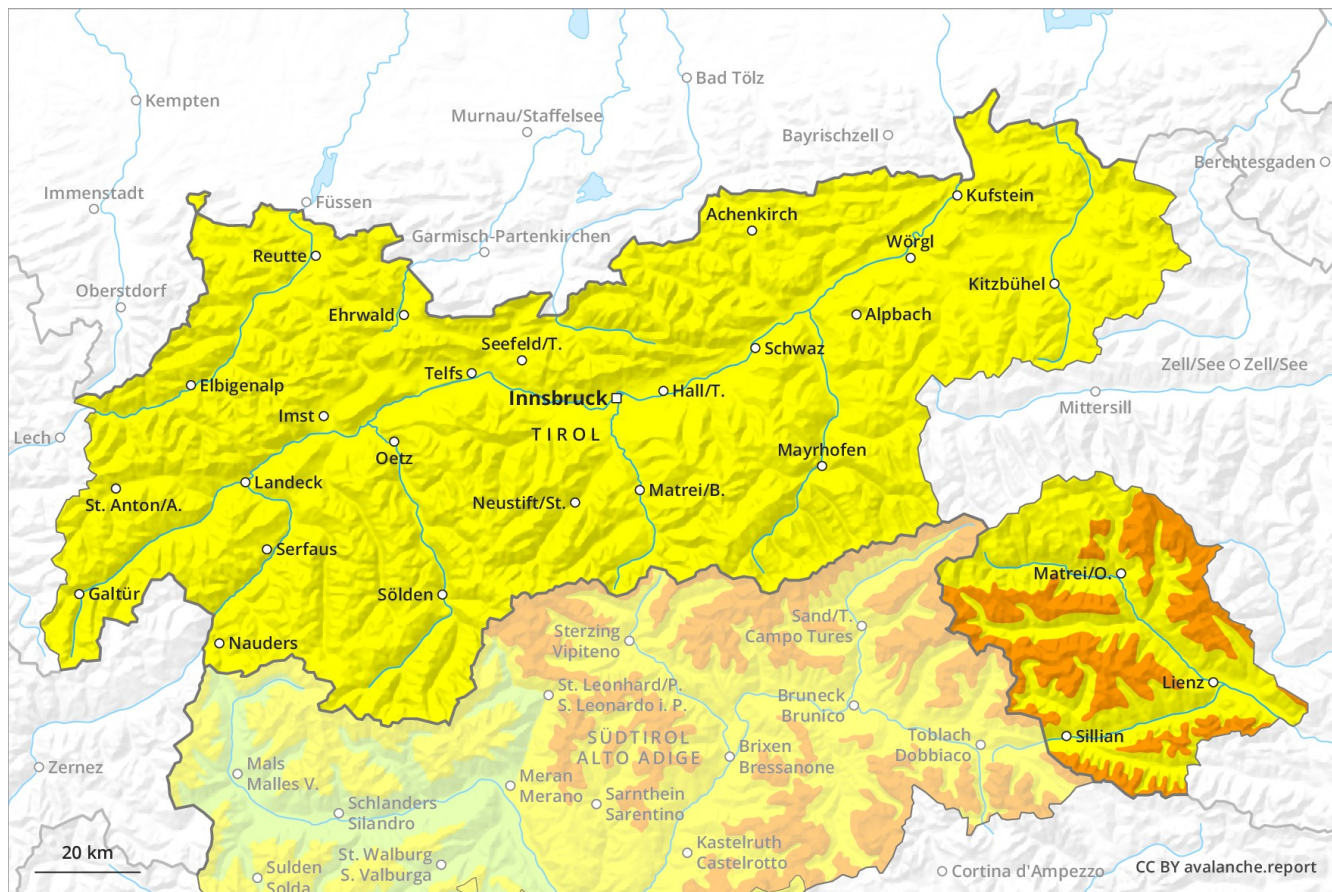 Kempten
Bad Tölz
Murnau/Staffelsee
Bayrischzell
Berchtesgaden
Immenstadt
Füssen
Kufstein
Achenkirch
Garmisch-Partenkirchen
Wörgl
Reutte
Kitzbühel
Oberstdorf
Ehrwald
Alpbach
Seefeld/T.
Schwaz
Zell/See
Zell/See
Telfs
Elbigenalp
Hall/T.
Innsbruck
Mittersill
Imst
TIROL
Lech
Oetz
Mayrhofen
Landeck
Matrei/B.
St. Anton/A.
Neustift/St.
Serfaus
Matrei/O.
Galtür
Sölden
Sand/T.
Campo Tures
Sterzing
Vipiteno
Nauders
Lienz
St. Leonhard/P.
S. Leonardo i. P.
Bruneck
Brunico
Sillian
SÜDTIROL
ALTO ADIGE
Toblach
Dobbiaco
Brixen
Bressanone
Zernez
Mals
Malles V.
Meran
Merano
Sarnthein
Sarentino
Schlanders
Silandro
Kastelruth
Castelrotto
20 km
St. Walburg
S. Valburga
Sulden
Solda
Cortina d'Ampezzo
CC BY avalanche.report